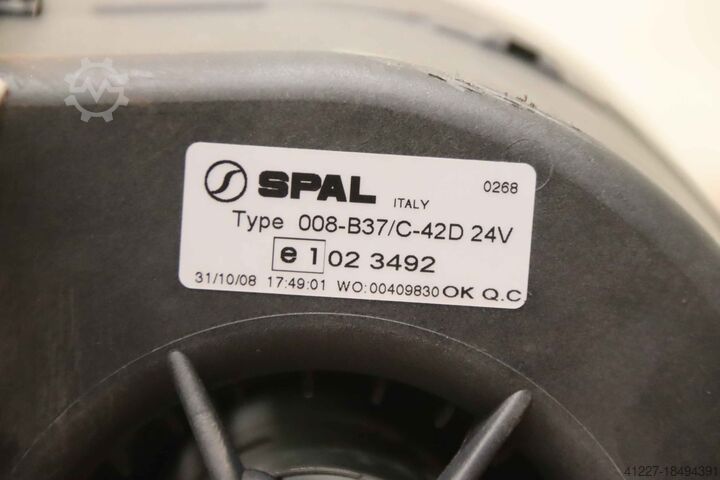 SPAL ITALY 0268
Type 008-B37/C-42D 24V
e1 02 3492
31/10/08 17:49:01 WO:00409830 OK Q.C
41227-18494391